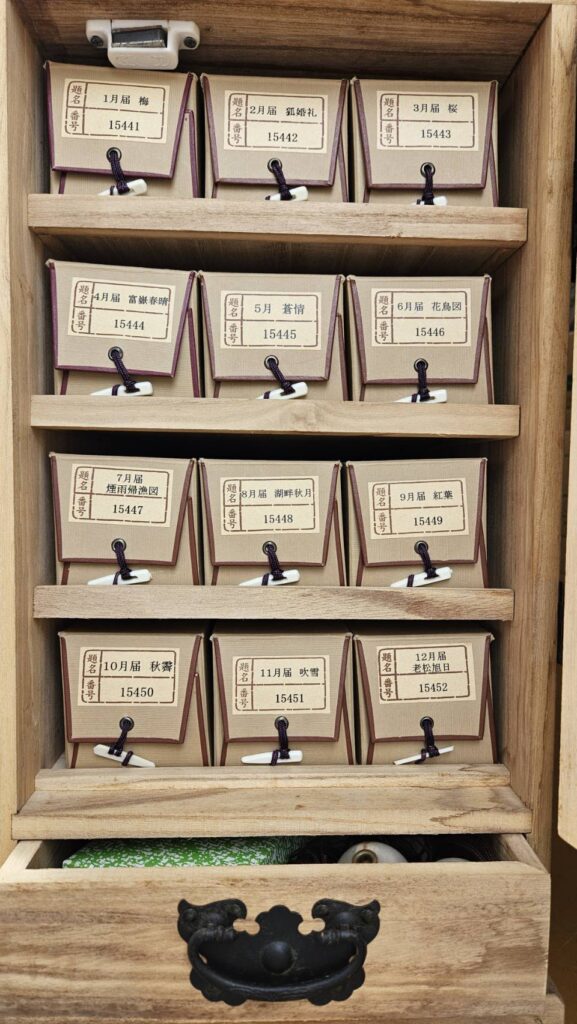 題名 1月届 梅
番号 15441
題名 2月届 狐婚礼
番号 15442
題名 3月届 桜
番号 15443
題名 4月届 富嶽春晴
番号 15444
題名 5月 蒼情
番号 15445
題名 6月届 花鳥図
番号 15446
題名 7月届
煙雨帰漁図
番号 15447
題名 8月届 湖畔秋月
番号 15448
題名 9月届 紅葉
番号 15449
題名 10月届 秋霽
番号 15450
題名 11月届 吹雪
番号 15451
題名 12月届
老松旭日
番号 15452